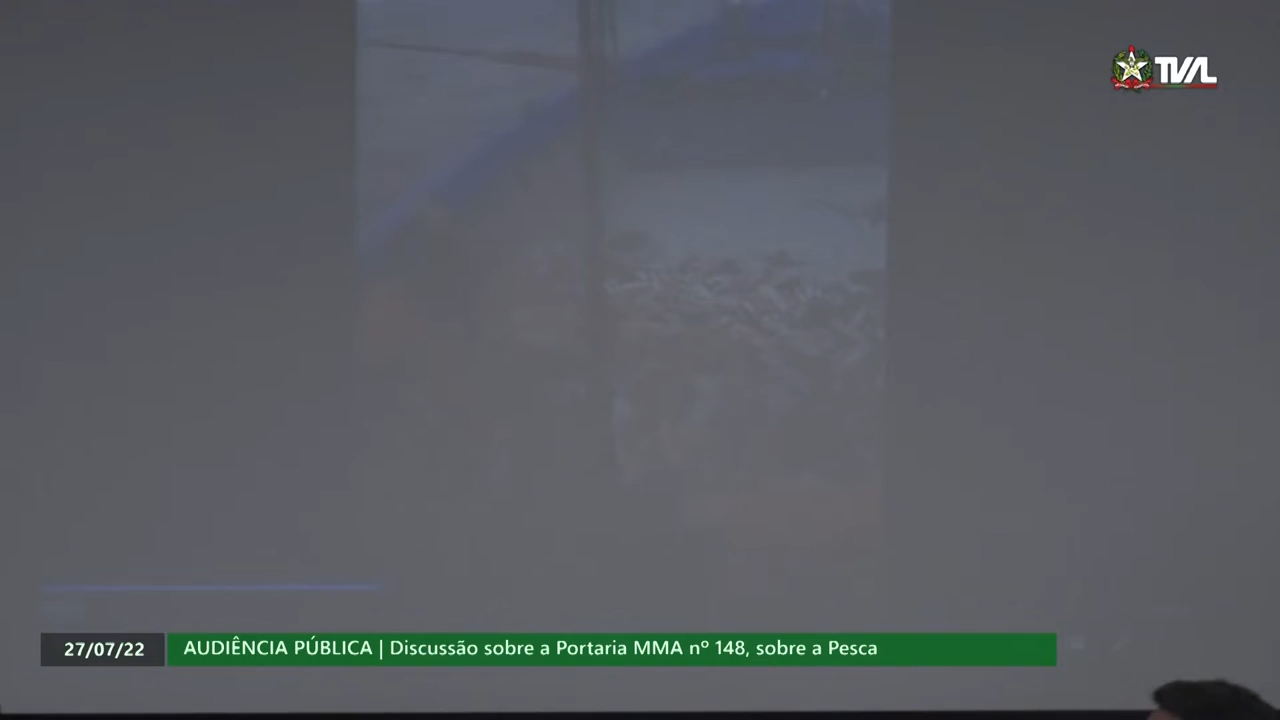 TVAL
27/07/22
AUDIÊNCIA PÚBLICA | Discussão sobre a Portaria MMA nº 148, sobre a Pesca